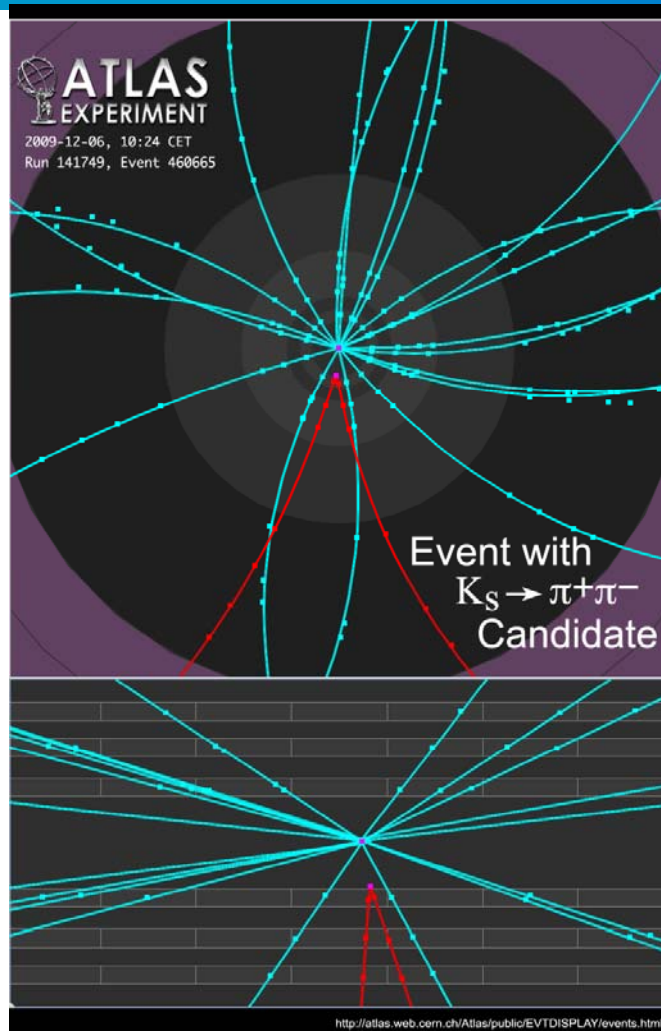 ATLAS
EXPERIMENT
2009-12-06, 10:24 CET
Run 141749, Event 460665
Event with
K_S → π⁺π⁻
Candidate
http://atlas.web.cern.ch/Atlas/public/EVTDISPLAY/events.htm